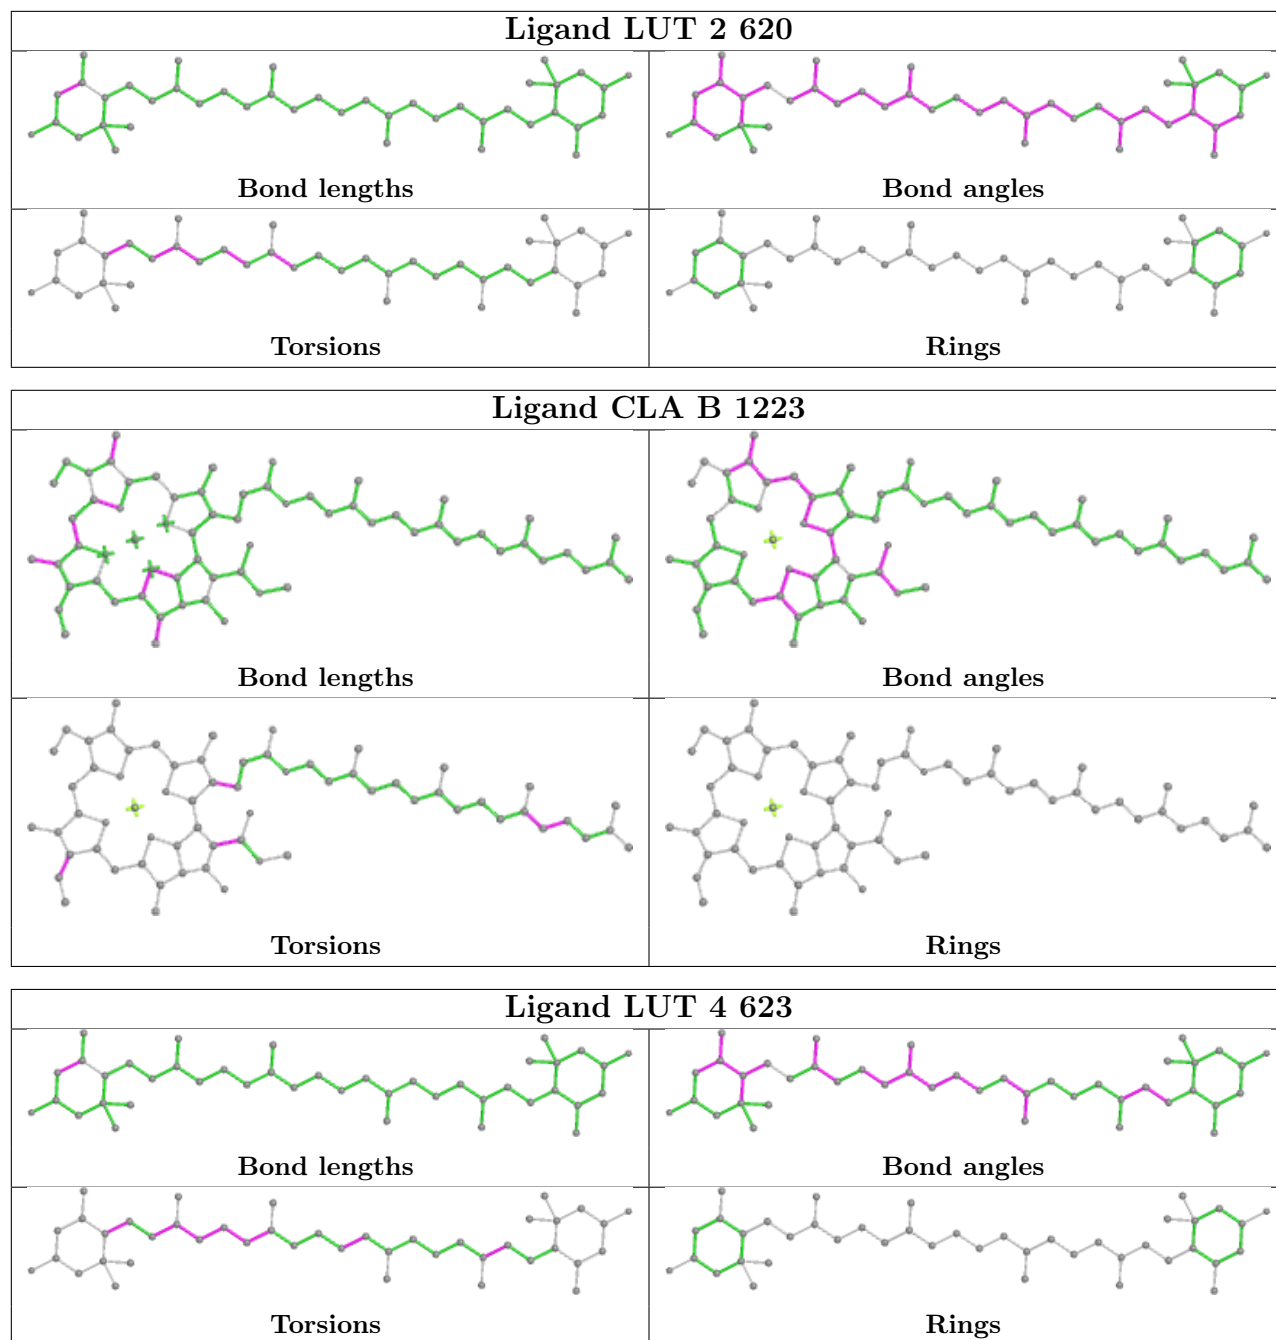 Ligand LUT 2 620
Bond lengths
Bond angles
Torsions
Rings
Ligand CLA B 1223
Bond lengths
Bond angles
Torsions
Rings
Ligand LUT 4 623
Bond lengths
Bond angles
Torsions
Rings